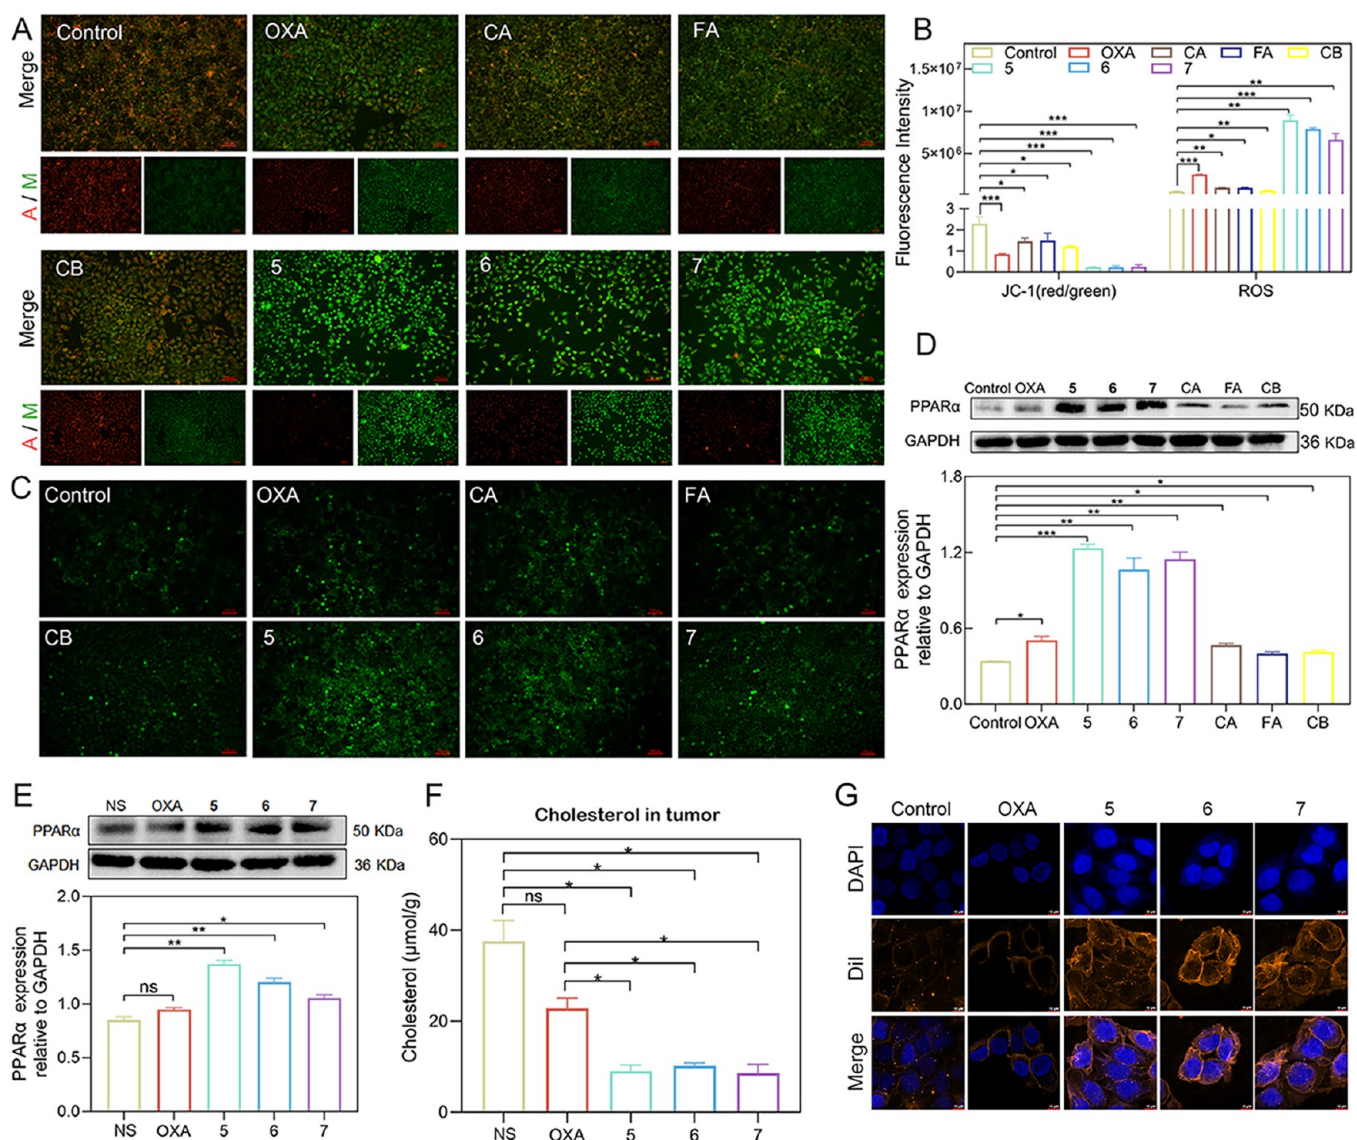 A
Control
OXA
CA
FA
Merge
A / M
CB
5
6
7
Merge
A / M
B
Control
OXA
CA
FA
CB
5
6
7
Fluorescence Intensity
1.5×10⁷
1×10⁷
5×10⁶
3
2
1
0
***
***
***
*
*
*
***
**
***
**
**
*
**
***
JC-1(red/green)
ROS
C
Control
OXA
CA
FA
CB
5
6
7
D
Control OXA 5 6 7 CA FA CB
PPARα
50 KDa
GAPDH
36 KDa
PPARα expression
relative to GAPDH
1.8
1.2
0.6
0.0
*
*
**
**
**
***
*
Control OXA 5 6 7 CA FA CB
E
NS OXA 5 6 7
PPARα
50 KDa
GAPDH
36 KDa
PPARα expression
relative to GAPDH
2.0
1.5
1.0
0.5
0.0
*
**
**
ns
NS OXA 5 6 7
F
Cholesterol in tumor
Cholesterol (μmol/g)
60
40
20
0
*
*
*
ns
*
*
*
NS OXA 5 6 7
G
Control OXA 5 6 7
DAPI
DiI
Merge